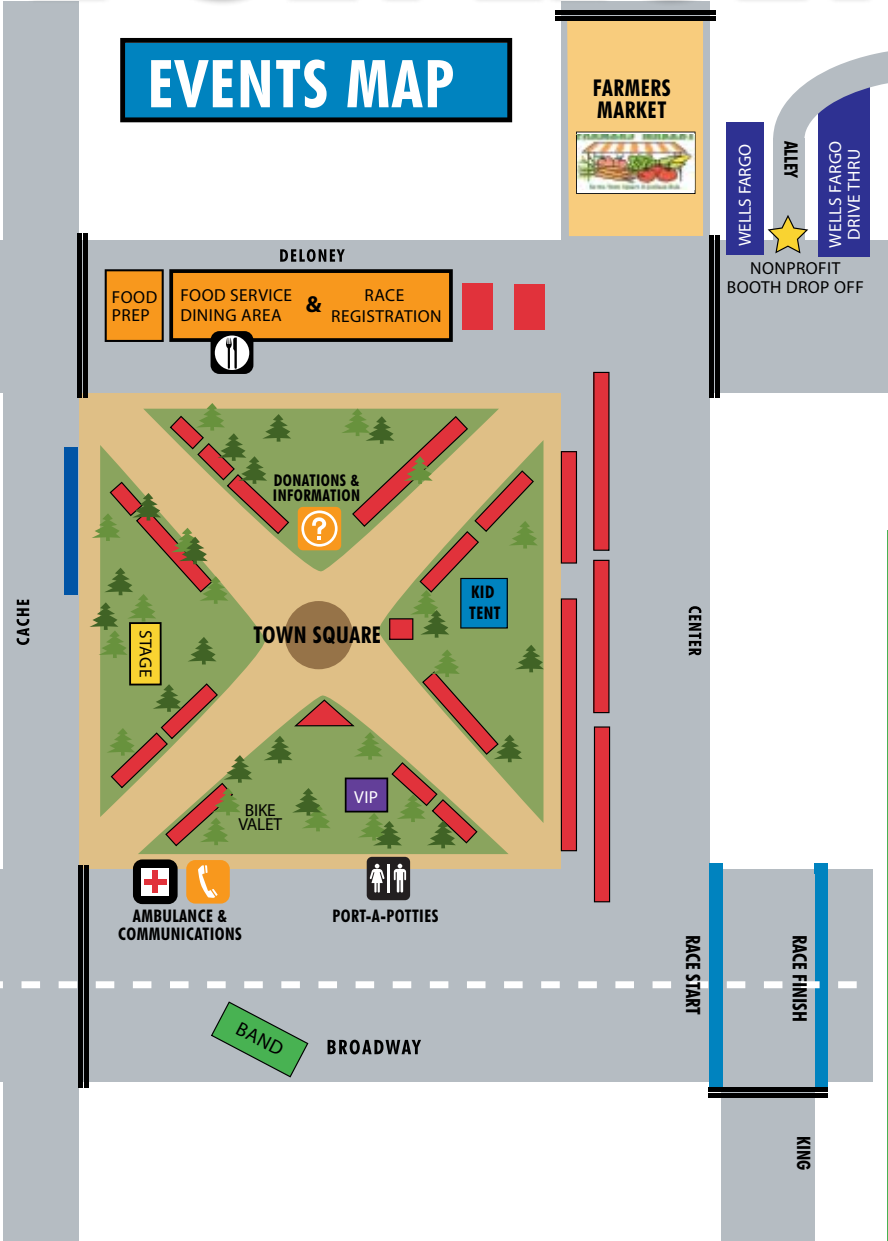 EVENTS MAP
FARMERS
MARKET
WELLS FARGO
ALLEY
WELLS FARGO
DRIVE THRU
NONPROFIT
BOOTH DROP OFF
DELONEY
FOOD
PREP
FOOD SERVICE
DINING AREA
&
RACE
REGISTRATION
DONATIONS &
INFORMATION
?
KID
TENT
CACHE
CENTER
TOWN SQUARE
STAGE
VIP
BIKE
VALET
AMBULANCE &
COMMUNICATIONS
PORT-A-POTTIES
RACE START
RACE FINISH
BAND
BROADWAY
KING